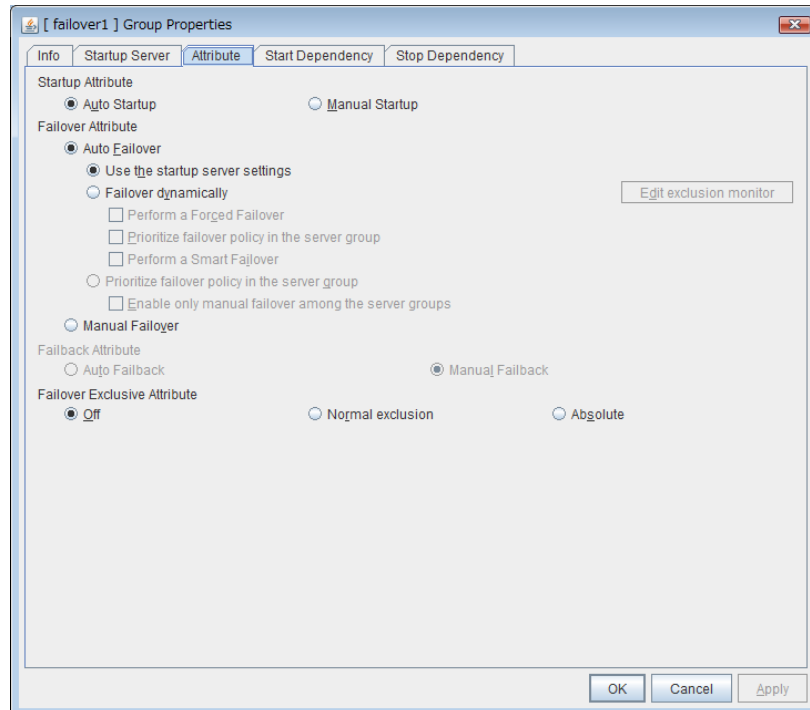 [ failover1 ] Group Properties
Info Startup Server Attribute Start Dependency Stop Dependency
Startup Attribute
Auto Startup Manual Startup
Failover Attribute
Auto Failover
Use the startup server settings
Failover dynamically Edit exclusion monitor
Perform a Forced Failover
Prioritize failover policy in the server group
Perform a Smart Failover
Prioritize failover policy in the server group
Enable only manual failover among the server groups
Manual Failover
Failback Attribute
Auto Failback Manual Failback
Failover Exclusive Attribute
Off Normal exclusion Absolute
OK Cancel Apply